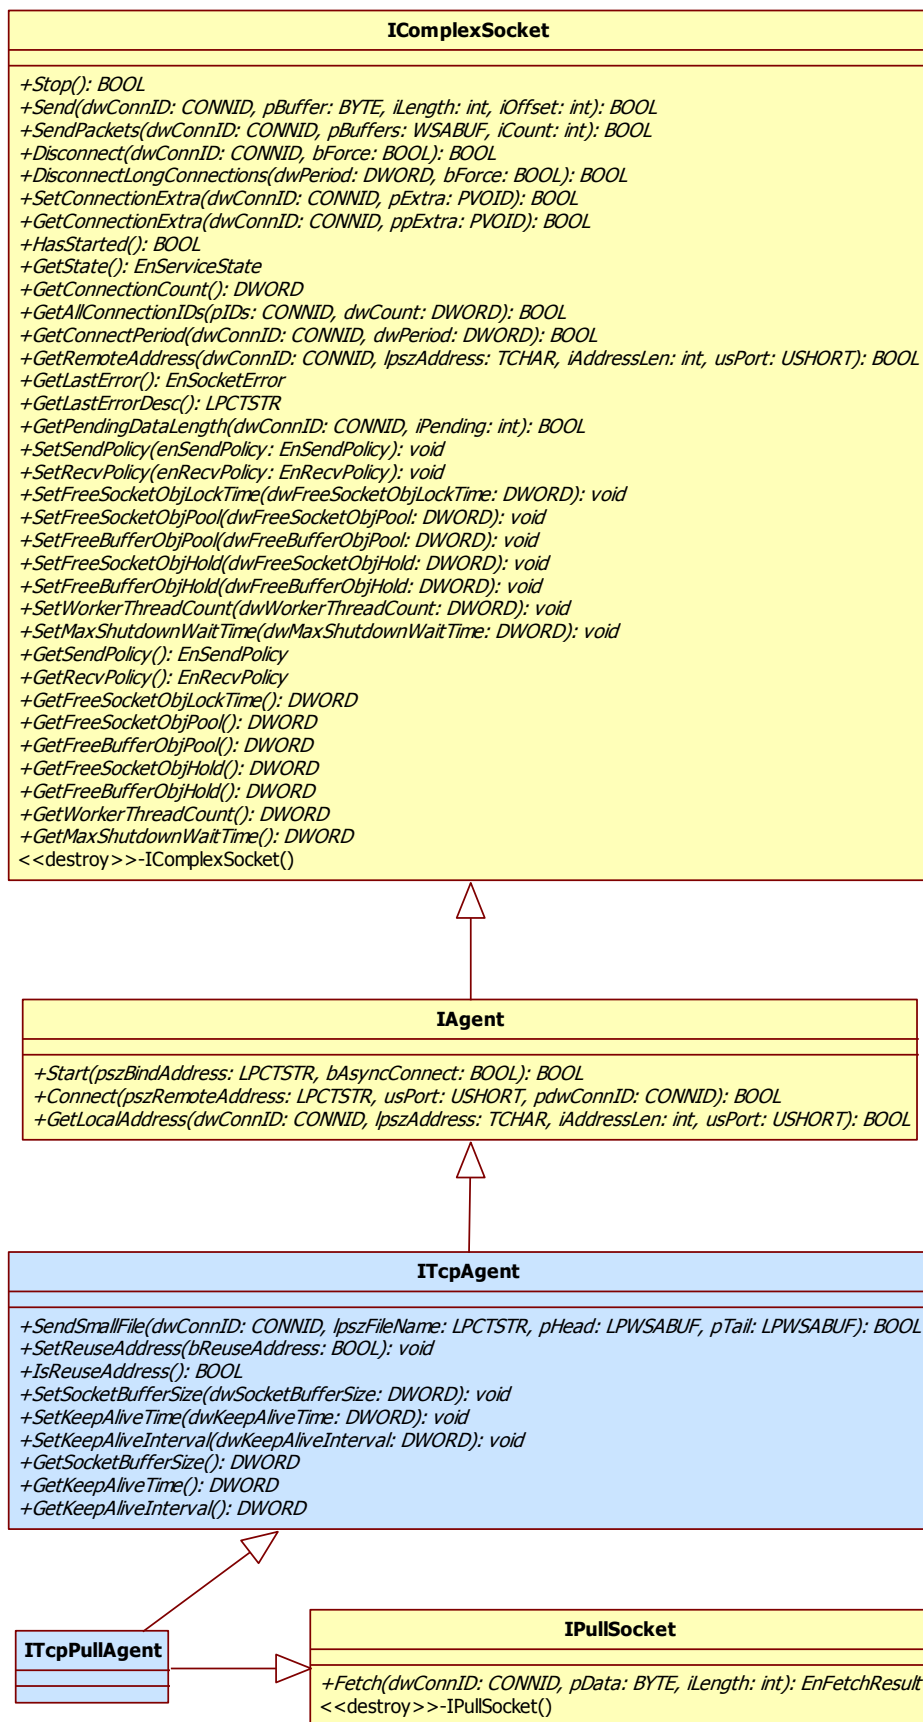 IComplexSocket
+Stop(): BOOL
+Send(dwConnID: CONNID, pBuffer: BYTE, iLength: int, iOffset: int): BOOL
+SendPackets(dwConnID: CONNID, pBuffers: WSABUF, iCount: int): BOOL
+Disconnect(dwConnID: CONNID, bForce: BOOL): BOOL
+DisconnectLongConnections(dwPeriod: DWORD, bForce: BOOL): BOOL
+SetConnectionExtra(dwConnID: CONNID, pExtra: PVOID): BOOL
+GetConnectionExtra(dwConnID: CONNID, ppExtra: PVOID): BOOL
+HasStarted(): BOOL
+GetState(): EnServiceState
+GetConnectionCount(): DWORD
+GetAllConnectionIDs(pIDs: CONNID, dwCount: DWORD): BOOL
+GetConnectPeriod(dwConnID: CONNID, dwPeriod: DWORD): BOOL
+GetRemoteAddress(dwConnID: CONNID, lpszAddress: TCHAR, iAddressLen: int, usPort: USHORT): BOOL
+GetLastError(): EnSocketError
+GetLastErrorDesc(): LPCTSTR
+GetPendingDataLength(dwConnID: CONNID, iPending: int): BOOL
+SetSendPolicy(enSendPolicy: EnSendPolicy): void
+SetRecvPolicy(enRecvPolicy: EnRecvPolicy): void
+SetFreeSocketObjLockTime(dwFreeSocketObjLockTime: DWORD): void
+SetFreeSocketObjPool(dwFreeSocketObjPool: DWORD): void
+SetFreeBufferObjPool(dwFreeBufferObjPool: DWORD): void
+SetFreeSocketObjHold(dwFreeSocketObjHold: DWORD): void
+SetFreeBufferObjHold(dwFreeBufferObjHold: DWORD): void
+SetWorkerThreadCount(dwWorkerThreadCount: DWORD): void
+SetMaxShutdownWaitTime(dwMaxShutdownWaitTime: DWORD): void
+GetSendPolicy(): EnSendPolicy
+GetRecvPolicy(): EnRecvPolicy
+GetFreeSocketObjLockTime(): DWORD
+GetFreeSocketObjPool(): DWORD
+GetFreeBufferObjPool(): DWORD
+GetFreeSocketObjHold(): DWORD
+GetFreeBufferObjHold(): DWORD
+GetWorkerThreadCount(): DWORD
+GetMaxShutdownWaitTime(): DWORD
<<destroy>>-IComplexSocket()
IAgent
+Start(pszBindAddress: LPCTSTR, bAsyncConnect: BOOL): BOOL
+Connect(pszRemoteAddress: LPCTSTR, usPort: USHORT, pdwConnID: CONNID): BOOL
+GetLocalAddress(dwConnID: CONNID, lpszAddress: TCHAR, iAddressLen: int, usPort: USHORT): BOOL
ITcpAgent
+SendSmallFile(dwConnID: CONNID, lpszFileName: LPCTSTR, pHead: LPWSABUF, pTail: LPWSABUF): BOOL
+SetReuseAddress(bReuseAddress: BOOL): void
+IsReuseAddress(): BOOL
+SetSocketBufferSize(dwSocketBufferSize: DWORD): void
+SetKeepAliveTime(dwKeepAliveTime: DWORD): void
+SetKeepAliveInterval(dwKeepAliveInterval: DWORD): void
+GetSocketBufferSize(): DWORD
+GetKeepAliveTime(): DWORD
+GetKeepAliveInterval(): DWORD
ITcpPullAgent
IPullSocket
+Fetch(dwConnID: CONNID, pData: BYTE, iLength: int): EnFetchResult
<<destroy>>-IPullSocket()